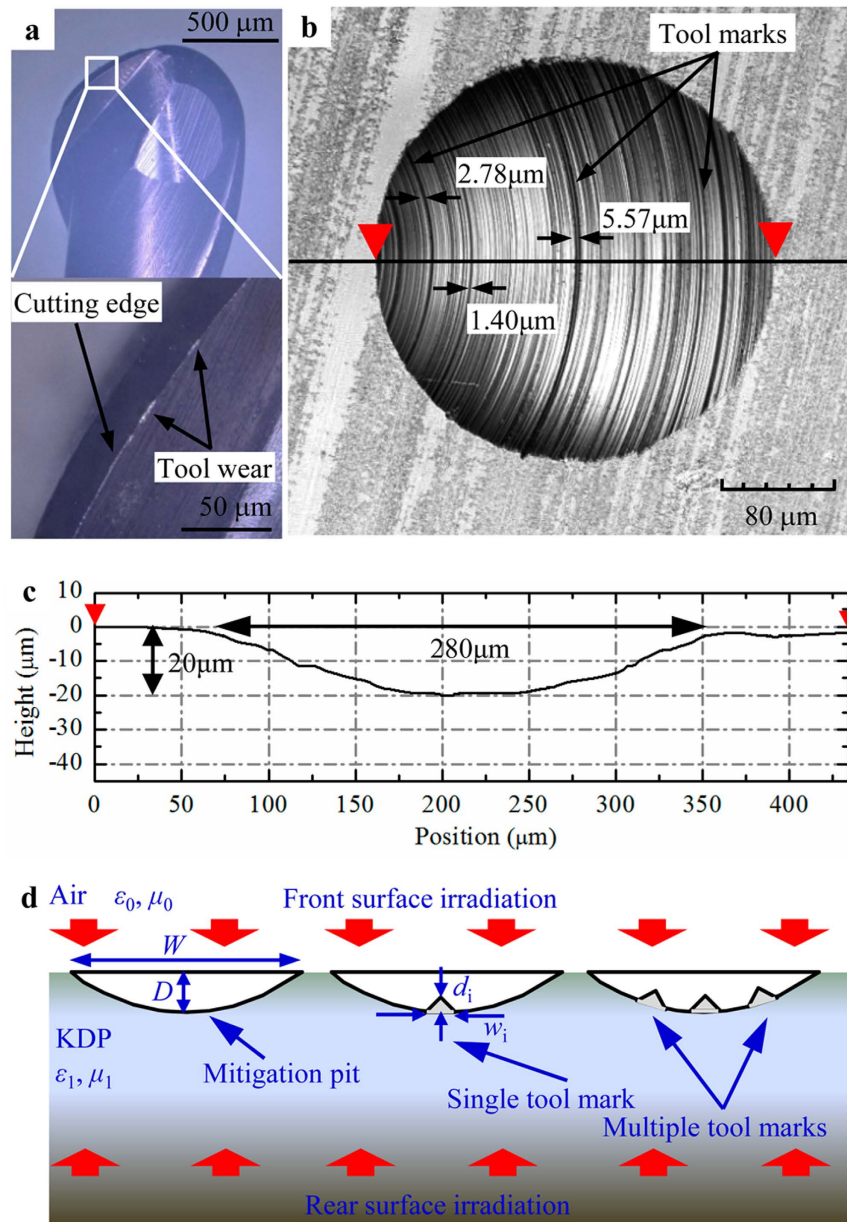 a
500 μm
Cutting edge
Tool wear
50 μm
b
Tool marks
2.78μm
5.57μm
1.40μm
80 μm
c
10
0
-10
-20
-30
-40
Height (μm)
20μm
280μm
0
50
100
150
200
250
300
350
400
Position (μm)
d
Air ε0, μ0
Front surface irradiation
W
D
di
wi
KDP
ε1, μ1
Mitigation pit
Single tool mark
Multiple tool marks
Rear surface irradiation